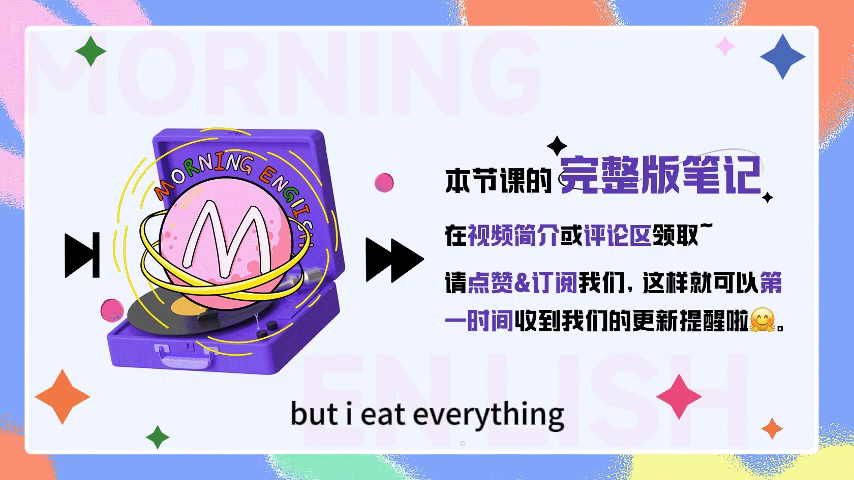 MORNING
MORNING ENGLISH
M
本节课的 完整版笔记
在视频简介或评论区领取~
请点赞&订阅我们，这样就可以第
一时间收到我们的更新提醒啦🤗。
ENGLISH
but i eat everything